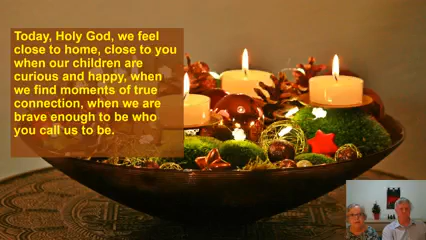 Today, Holy God, we feel
close to home, close to you
when our children are
curious and happy, when
we find moments of true
connection, when we are
brave enough to be who
you call us to be.